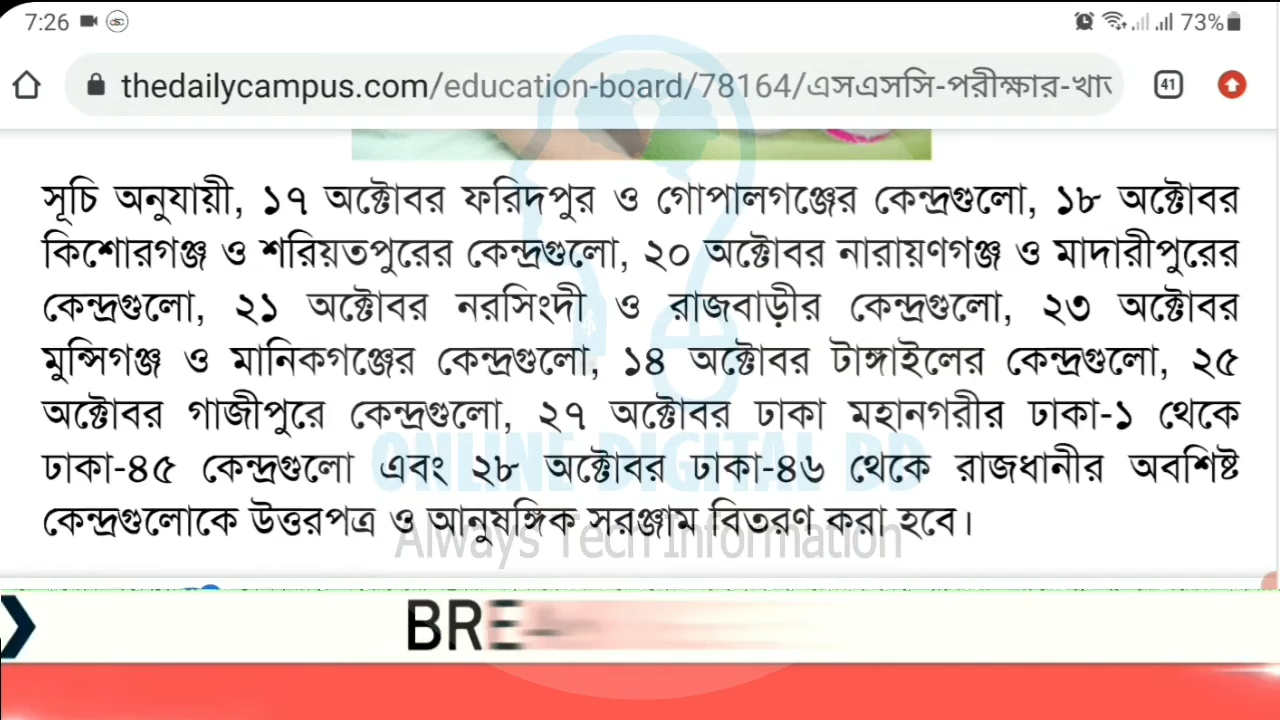 7:26
73%
thedailycampus.com/education-board/78164/এসএসসি-পরীক্ষার-খাত
41
সূচি অনুযায়ী, ১৭ অক্টোবর ফরিদপুর ও গোপালগঞ্জের কেন্দ্রগুলো, ১৮ অক্টোবর
কিশোরগঞ্জ ও শরিয়তপুরের কেন্দ্রগুলো, ২০ অক্টোবর নারায়ণগঞ্জ ও মাদারীপুরের
কেন্দ্রগুলো, ২১ অক্টোবর নরসিংদী ও রাজবাড়ীর কেন্দ্রগুলো, ২৩ অক্টোবর
মুন্সিগঞ্জ ও মানিকগঞ্জের কেন্দ্রগুলো, ১৪ অক্টোবর টাঙ্গাইলের কেন্দ্রগুলো, ২৫
অক্টোবর গাজীপুরে কেন্দ্রগুলো, ২৭ অক্টোবর ঢাকা মহানগরীর ঢাকা-১ থেকে
ঢাকা-৪৫ কেন্দ্রগুলো এবং ২৮ অক্টোবর ঢাকা-৪৬ থেকে রাজধানীর অবশিষ্ট
কেন্দ্রগুলোকে উত্তরপত্র ও আনুষঙ্গিক সরঞ্জাম বিতরণ করা হবে।
ONLINE DIGITAL BD
Always Tech Information
BRE